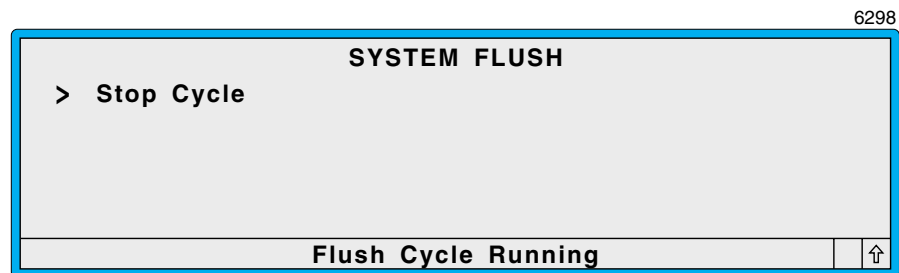 6298
SYSTEM FLUSH
> Stop Cycle
Flush Cycle Running